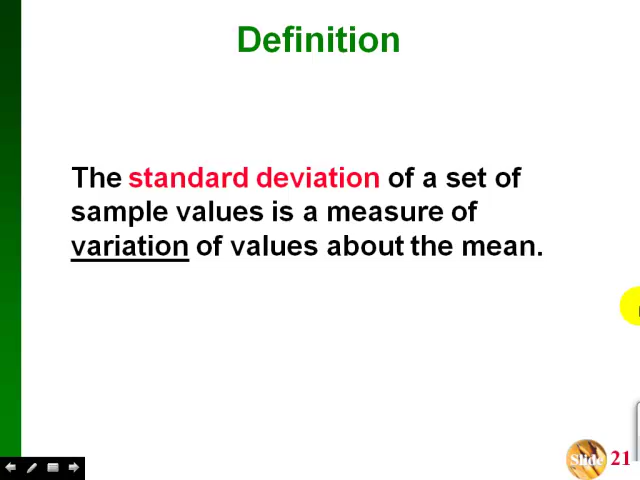 Definition
The standard deviation of a set of
sample values is a measure of
variation of values about the mean.
Slide 21